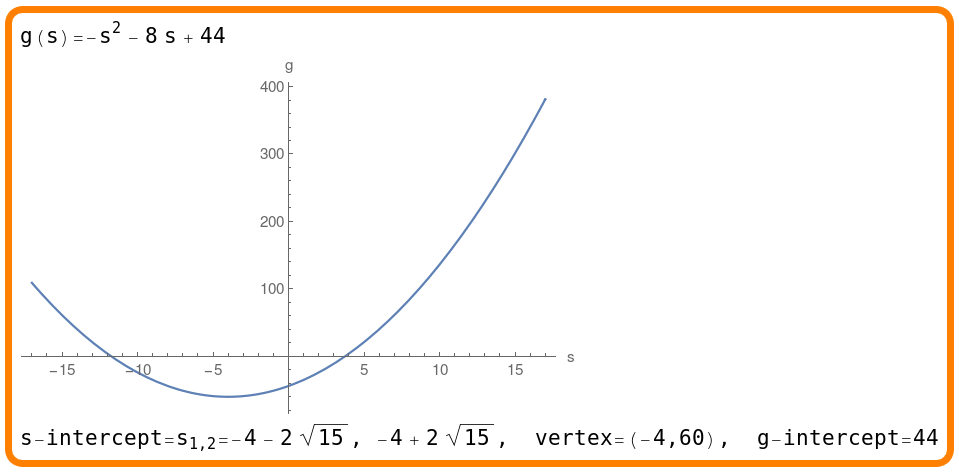 g(s)=-s² - 8 s + 44
g
400
300
200
100
-15 -10 -5 5 10 15 s
s-intercept=s₁,₂=-4 - 2 √15, -4 + 2 √15, vertex=(-4,60), g-intercept=44